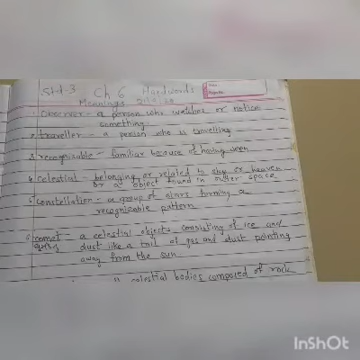 Std-3 Ch 6 Hardwords
Meanings
1. Observer - a person who watches or notice
something
2. traveller - a person who is travelling
3. recognisable - familiar because of having seen
4. celestial - belonging or related to sky or heaven
or a object found in outer space
5. constellation - a group of stars forming a
recognizable pattern
6. comet - a celestial objects consisting of ice and
dust like a tail of gas and dust pointing
away from the sun
celestial bodies composed of rock
InShOt